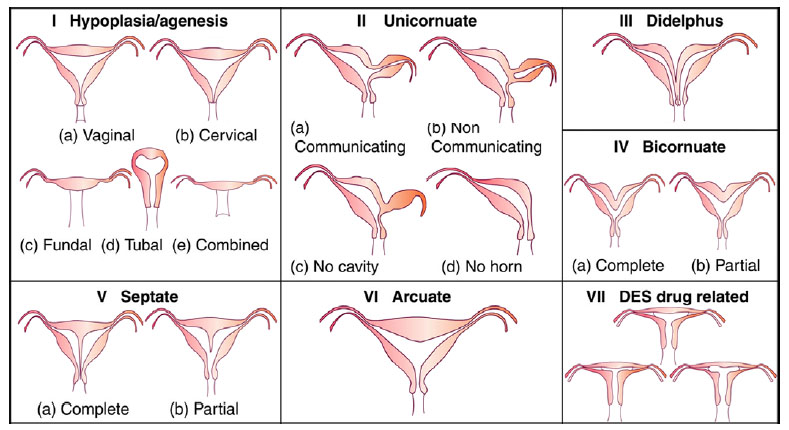 I Hypoplasia/agenesis
(a) Vaginal
(b) Cervical
(c) Fundal
(d) Tubal
(e) Combined
II Unicornuate
(a)
Communicating
(b) Non
Communicating
(c) No cavity
(d) No horn
III Didelphus
IV Bicornuate
(a) Complete
(b) Partial
V Septate
(a) Complete
(b) Partial
VI Arcuate
VII DES drug related